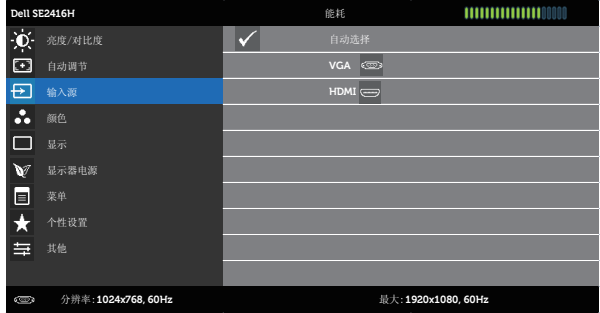 Dell SE2416H
能耗
亮度/对比度
自动选择
自动调节
VGA
输入源
HDMI
颜色
显示
显示器电源
菜单
个性设置
其他
分辨率: 1024x768, 60Hz
最大: 1920x1080, 60Hz